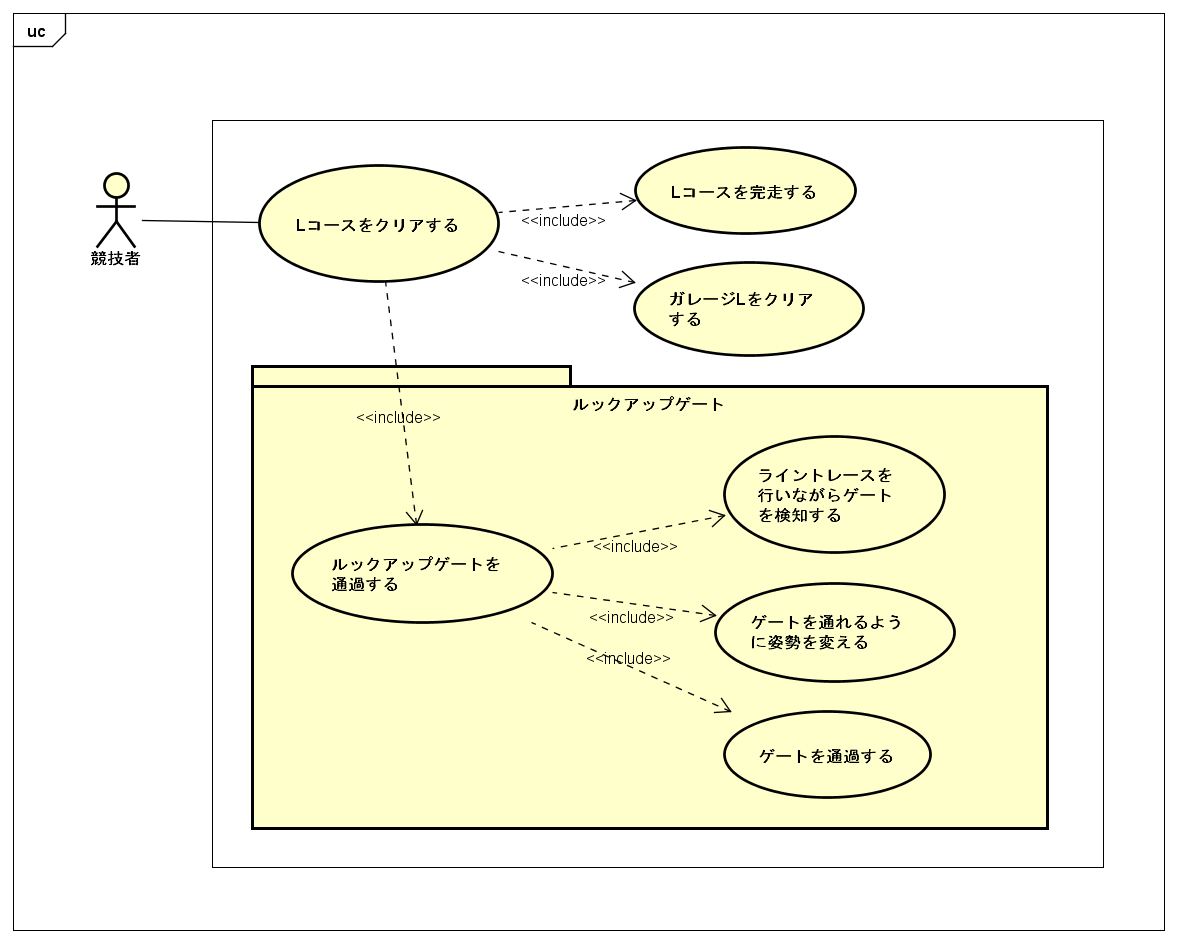 uc
Lコースをクリアする
Lコースを完走する
<<include>>
競技者
<<include>>
ガレージLをクリア
する
ルックアップゲート
<<include>>
ライントレースを
行いながらゲート
を検知する
<<include>>
ルックアップゲートを
通過する
<<include>>
ゲートを通れるよう
に姿勢を変える
<<include>>
ゲートを通過する